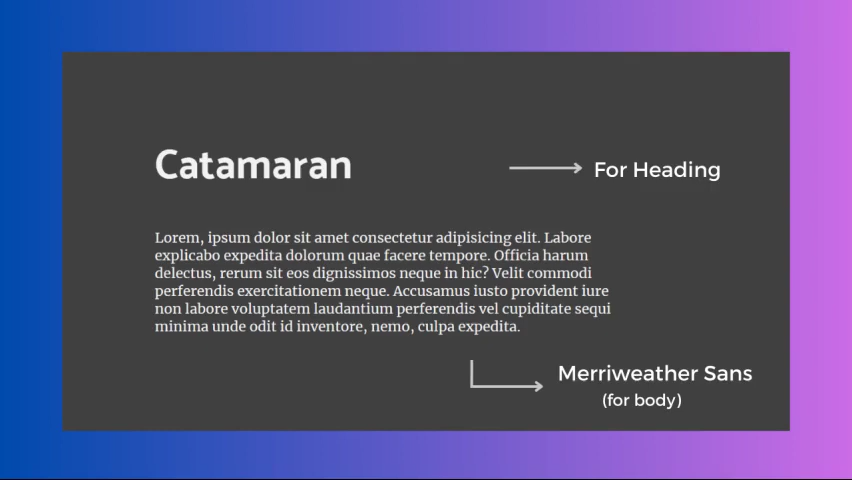 Catamaran
For Heading
Lorem, ipsum dolor sit amet consectetur adipisicing elit. Labore
explicabo expedita dolorum quae facere tempore. Officia harum
delectus, rerum sit eos dignissimos neque in hic? Velit commodi
perferendis exercitationem neque. Accusamus iusto provident iure
non labore voluptatem laudantium perferendis vel cupiditate sequi
minima unde odit id inventore, nemo, culpa expedita.
Merriweather Sans
(for body)